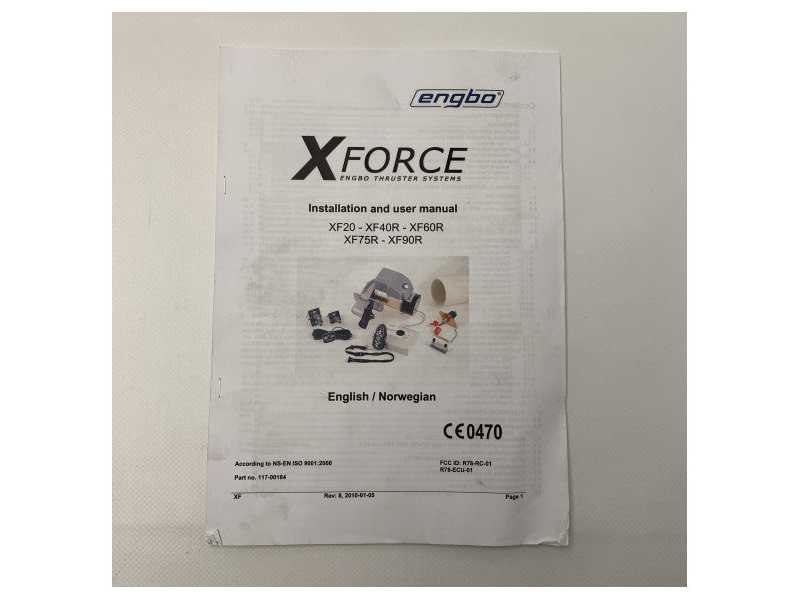 engbo®
XFORCE
ENGBO THRUSTER SYSTEMS
Installation and user manual
XF20 - XF40R - XF60R
XF75R - XF90R
English / Norwegian
CE0470
According to NS-EN ISO 9001:2000
FCC ID: R78-RC-01
R78-ECU-01
Part no. 117-00104
XF
Rev: 8, 2010-01-05
Page 1